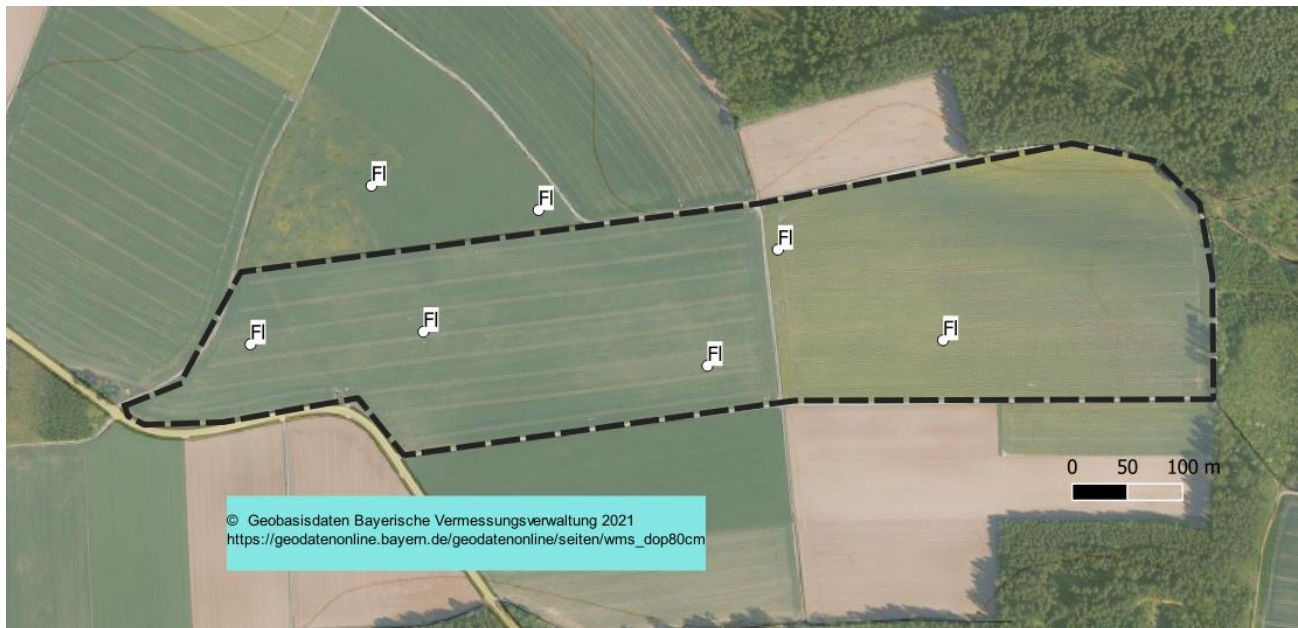 Fl
Fl
Fl
Fl
Fl
Fl
Fl
0 50 100 m
© Geobasisdaten Bayerische Vermessungsverwaltung 2021
https://geodatenonline.bayern.de/geodatenonline/seiten/wms_dop80cm